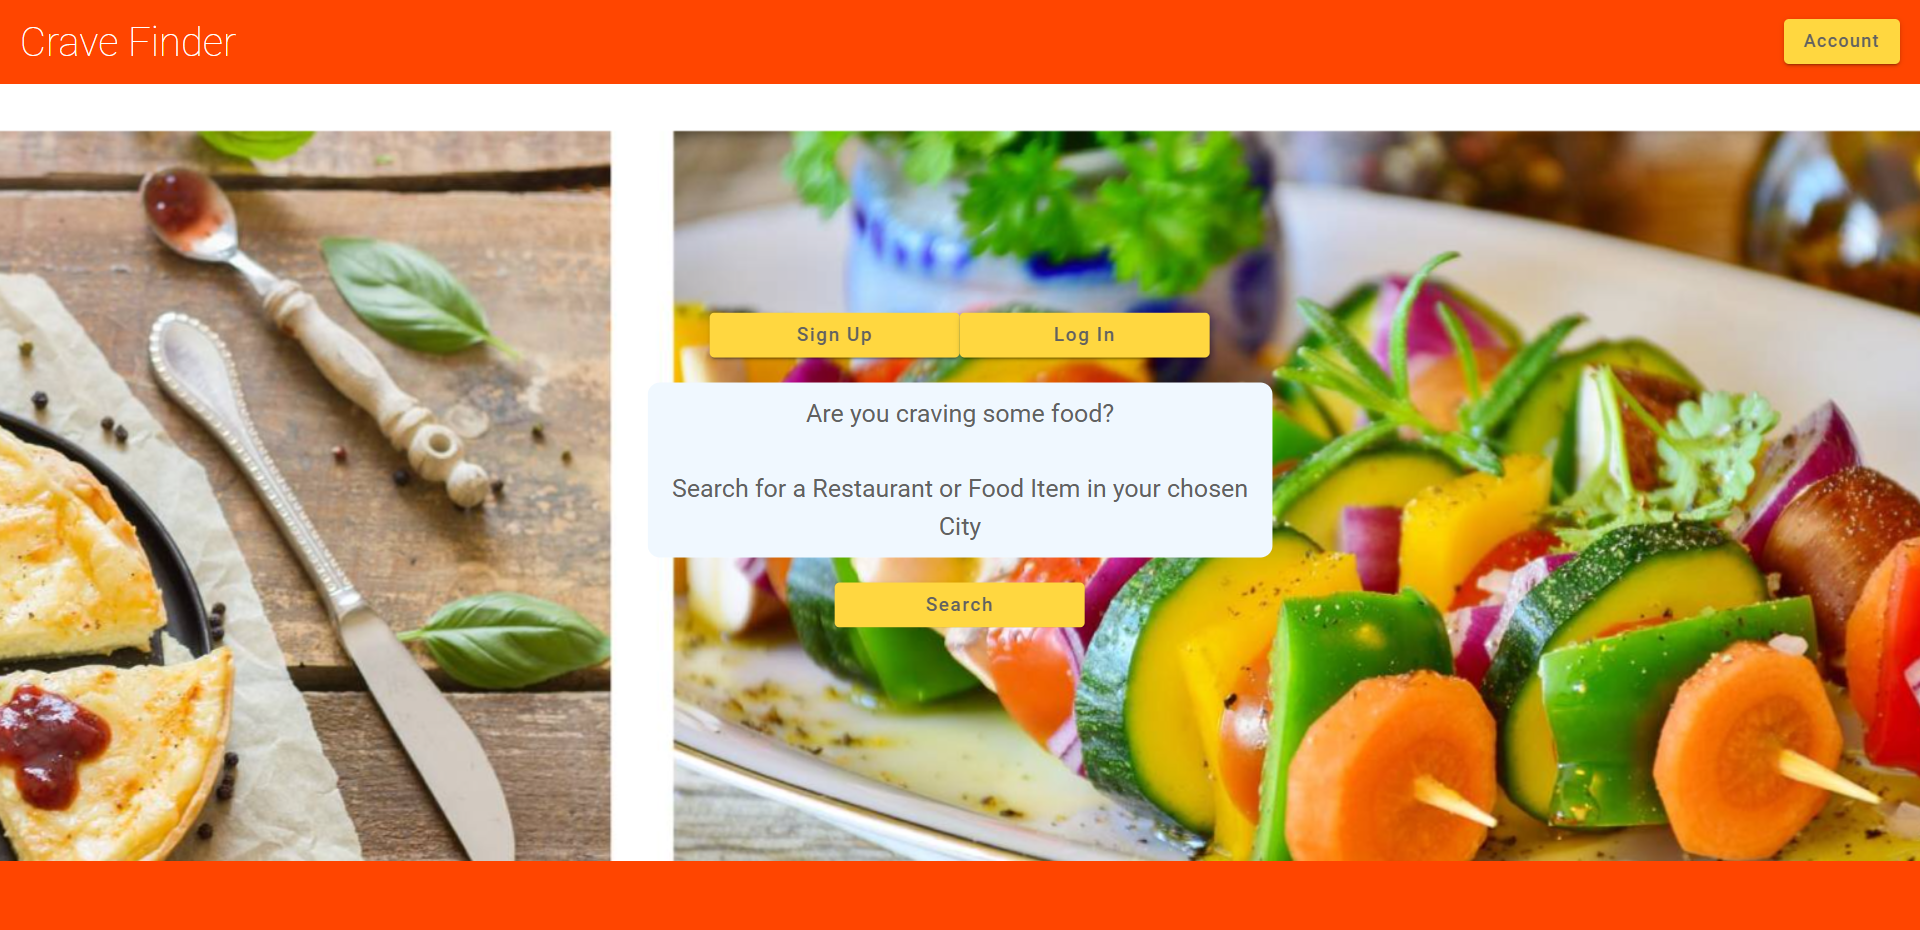 Crave Finder
Account
Sign Up
Log In
Are you craving some food?
Search for a Restaurant or Food Item in your chosen
City
Search